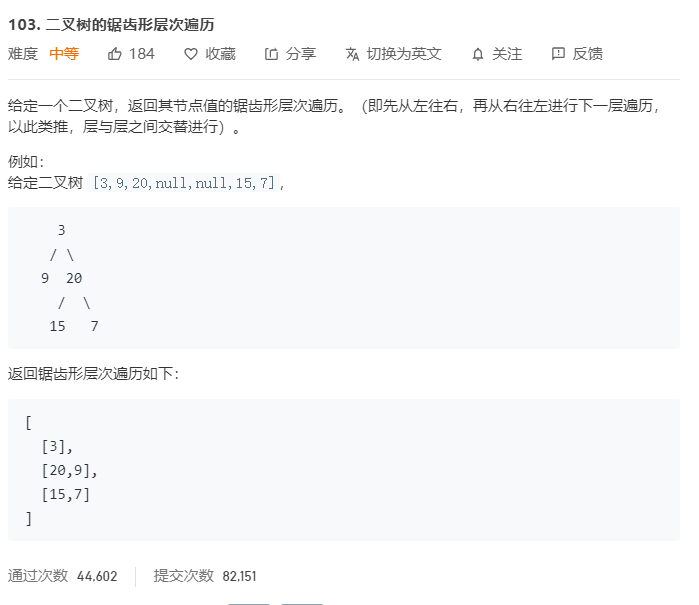 103. 二叉树的锯齿形层次遍历
难度 中等 184 收藏 分享 切换为英文 关注 反馈
给定一个二叉树，返回其节点值的锯齿形层次遍历。（即先从左往右，再从右往左进行下一层遍历，
以此类推，层与层之间交替进行）。
例如：
给定二叉树 [3,9,20,null,null,15,7],
3
/ \
9 20
/ \
15 7
返回锯齿形层次遍历如下：
[
[3],
[20,9],
[15,7]
]
通过次数 44,602 提交次数 82,151